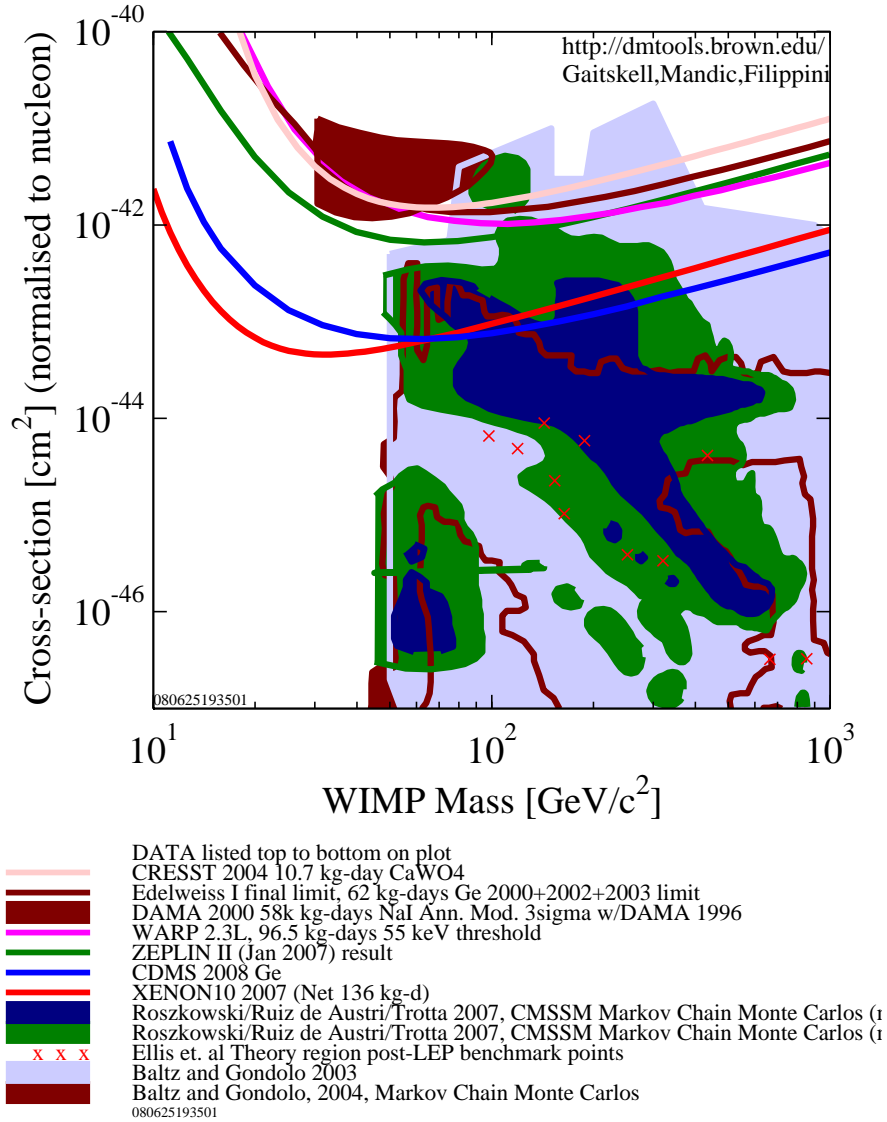 http://dmtools.brown.edu/
Gaitskell,Mandic,Filippini
10^-40
10^-42
10^-44
10^-46
Cross-section [cm^2] (normalised to nucleon)
080625193501
10^1
10^2
10^3
WIMP Mass [GeV/c^2]
DATA listed top to bottom on plot
CRESST 2004 10.7 kg-day CaWO4
Edelweiss I final limit, 62 kg-days Ge 2000+2002+2003 limit
DAMA 2000 58k kg-days NaI Ann. Mod. 3sigma w/DAMA 1996
WARP 2.3L, 96.5 kg-days 55 keV threshold
ZEPLIN II (Jan 2007) result
CDMS 2008 Ge
XENON10 2007 (Net 136 kg-d)
Roszkowski/Ruiz de Austri/Trotta 2007, CMSSM Markov Chain Monte Carlos (
Roszkowski/Ruiz de Austri/Trotta 2007, CMSSM Markov Chain Monte Carlos (
x x x Ellis et. al Theory region post-LEP benchmark points
Baltz and Gondolo 2003
Baltz and Gondolo, 2004, Markov Chain Monte Carlos
080625193501